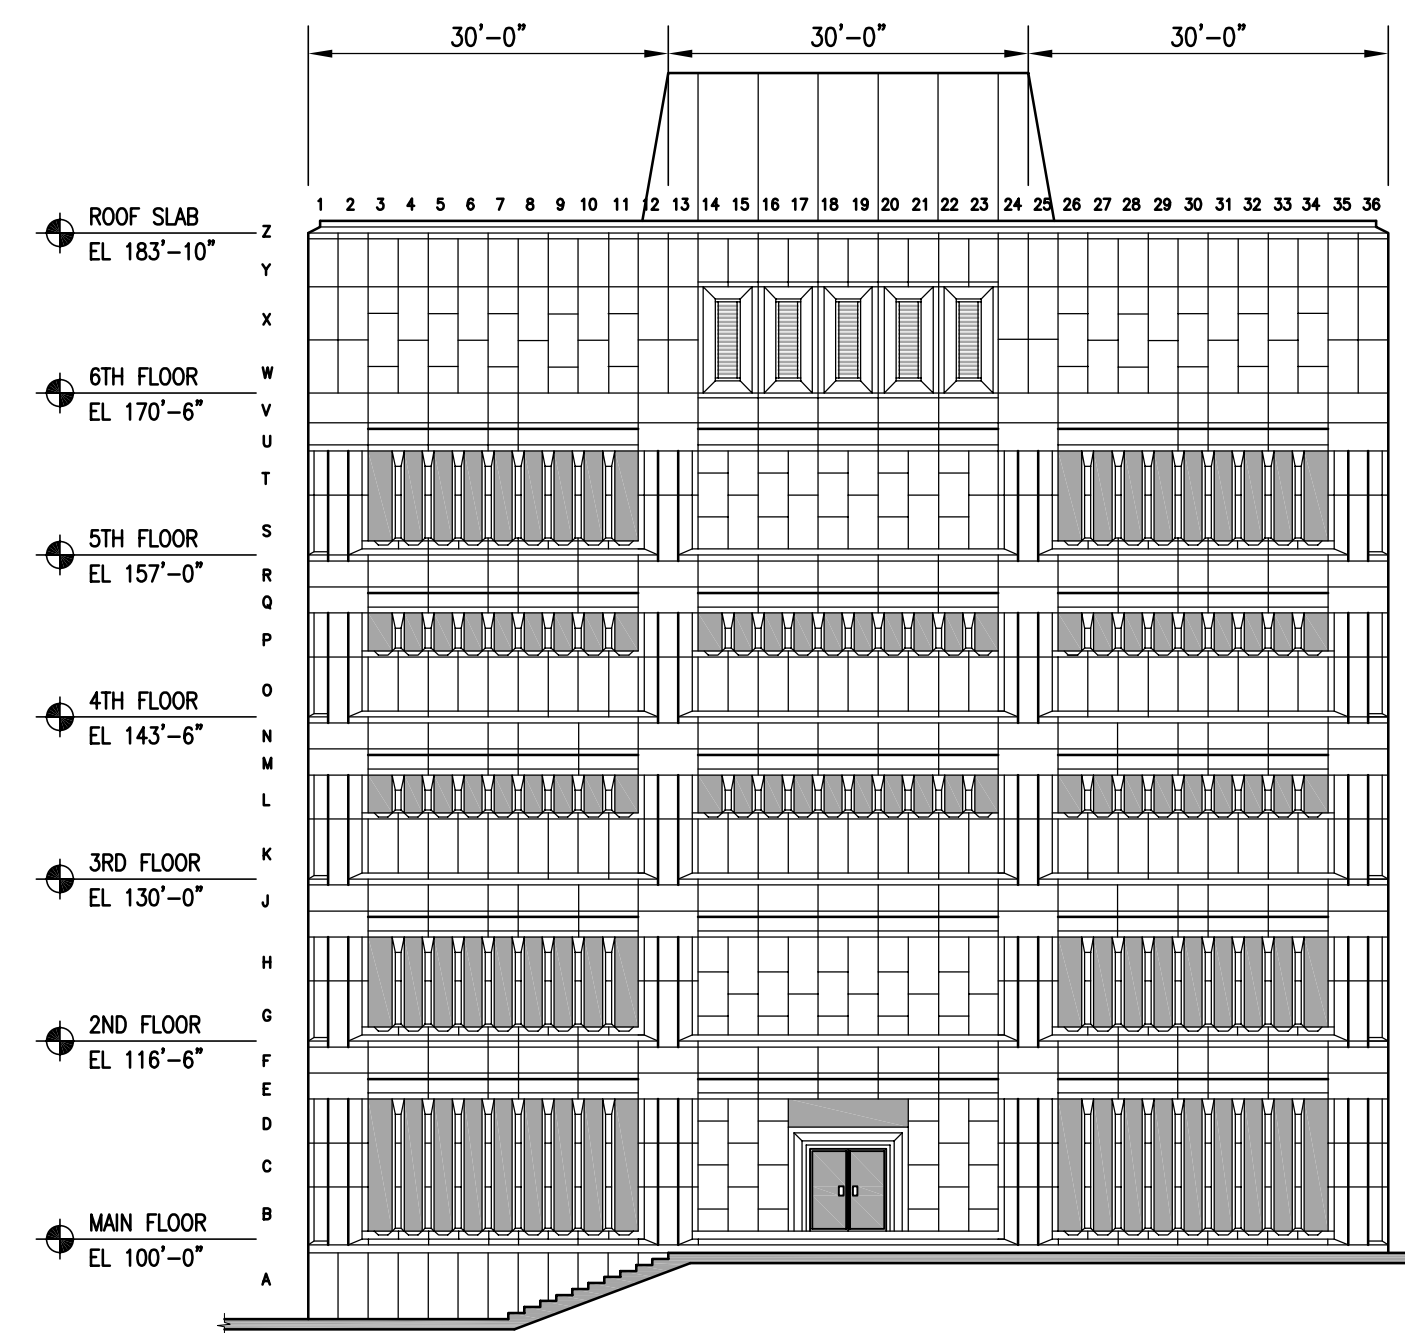 30'-0" 30'-0" 30'-0"
1 2 3 4 5 6 7 8 9 10 11 12 13 14 15 16 17 18 19 20 21 22 23 24 25 26 27 28 29 30 31 32 33 34 35 36
ROOF SLAB
EL 183'-10"
Z
Y
X
6TH FLOOR
EL 170'-6"
W
V
U
T
S
5TH FLOOR
EL 157'-0"
R
Q
P
O
4TH FLOOR
EL 143'-6"
N
M
L
K
3RD FLOOR
EL 130'-0"
J
H
G
2ND FLOOR
EL 116'-6"
F
E
D
C
B
MAIN FLOOR
EL 100'-0"
A